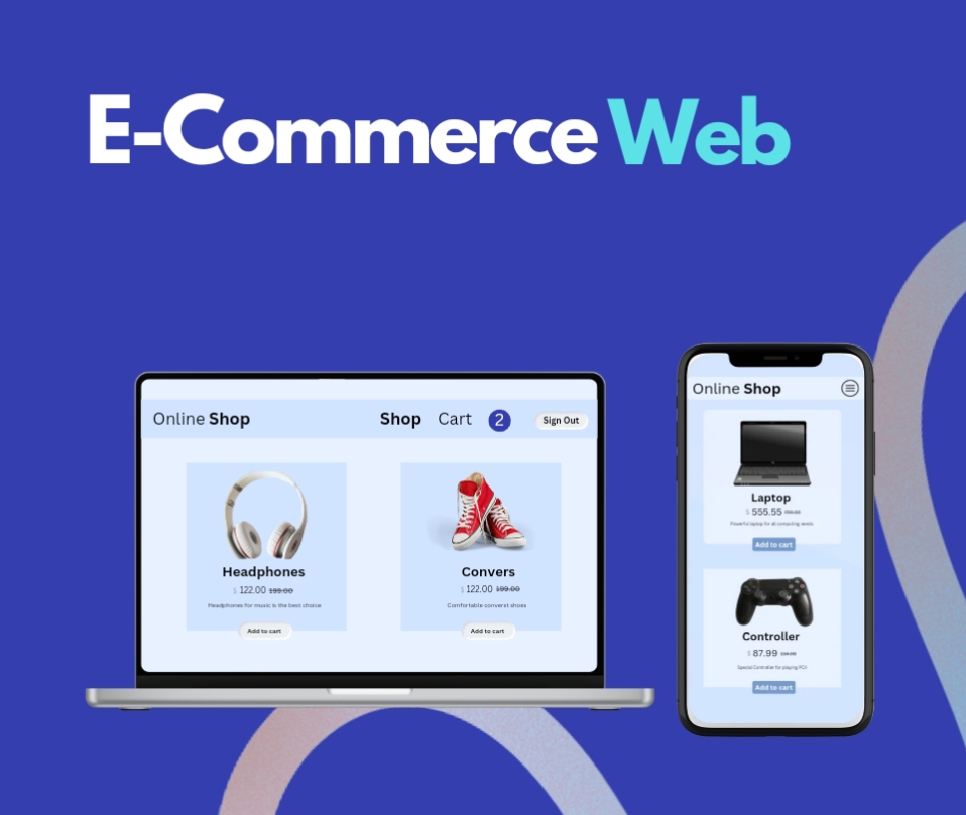 E-Commerce Web
Online Shop
Shop Cart 2 Sign Out
Headphones
$ 122.00 199.00
Headphones for music is the best choice
Add to cart
Convers
$ 122.00 199.00
Comfortable converst shoes
Add to cart
Online Shop
Laptop
$ 555.55
Powerful laptop for all computing needs
Add to cart
Controller
$ 87.99
Special Controller for playing PC4
Add to cart